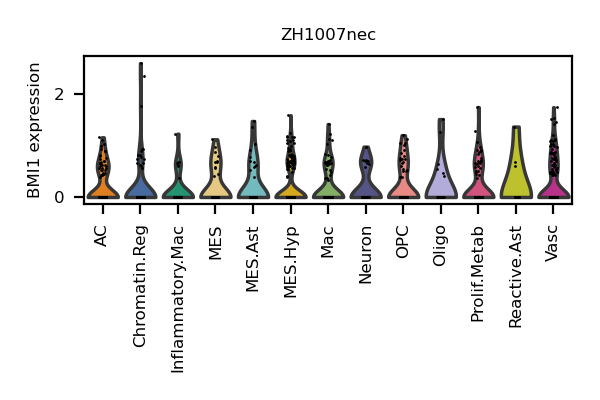 ZH1007nec
BMI1 expression
2
0
AC
Chromatin.Reg
Inflammatory.Mac
MES
MES.Ast
MES.Hyp
Mac
Neuron
OPC
Oligo
Prolif.Metab
Reactive.Ast
Vasc